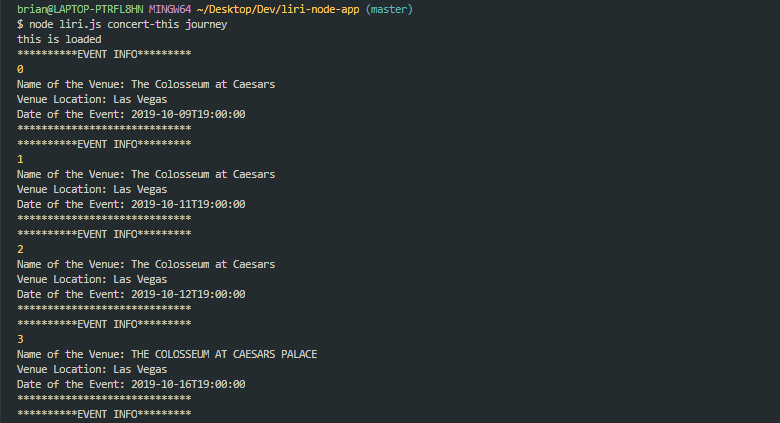 brian@LAPTOP-PTRFL8HN MINGW64 ~/Desktop/Dev/liri-node-app (master)
$ node liri.js concert-this journey
this is loaded
**********EVENT INFO*********
0
Name of the Venue: The Colosseum at Caesars
Venue Location: Las Vegas
Date of the Event: 2019-10-09T19:00:00
*****************************
**********EVENT INFO*********
1
Name of the Venue: The Colosseum at Caesars
Venue Location: Las Vegas
Date of the Event: 2019-10-11T19:00:00
*****************************
**********EVENT INFO*********
2
Name of the Venue: The Colosseum at Caesars
Venue Location: Las Vegas
Date of the Event: 2019-10-12T19:00:00
*****************************
**********EVENT INFO*********
3
Name of the Venue: THE COLOSSEUM AT CAESARS PALACE
Venue Location: Las Vegas
Date of the Event: 2019-10-16T19:00:00
*****************************
**********EVENT INFO*********